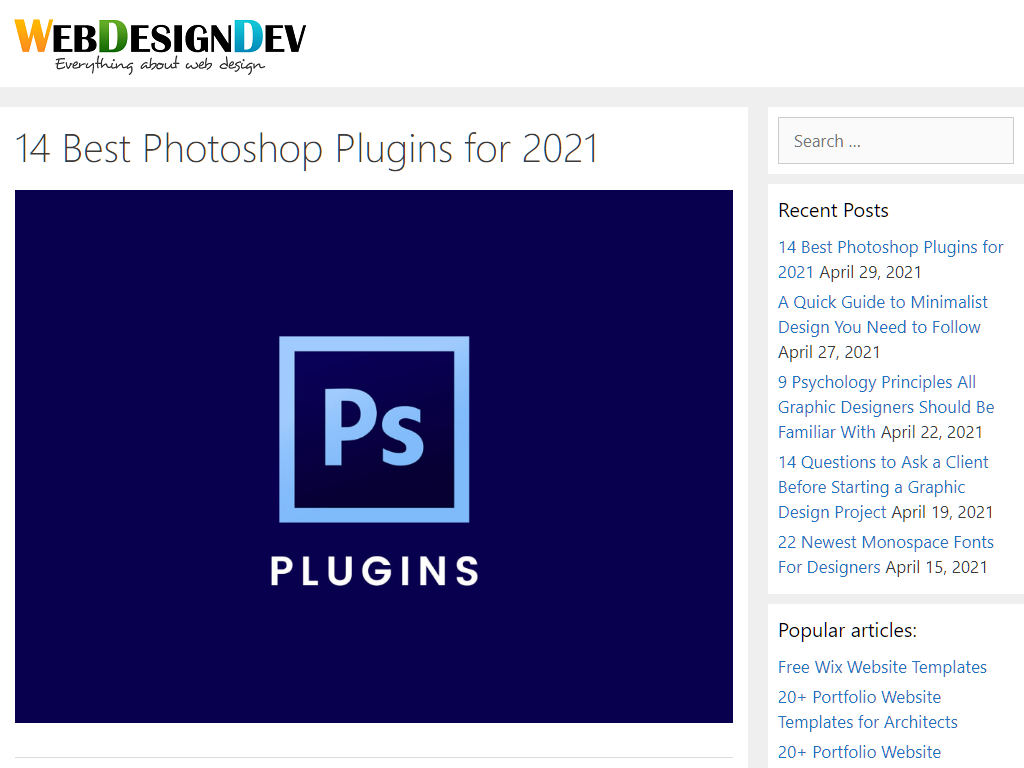 WEBDESIGNDEV
Everything about web design
14 Best Photoshop Plugins for 2021
Ps
PLUGINS
Search ...
Recent Posts
14 Best Photoshop Plugins for
2021 April 29, 2021
A Quick Guide to Minimalist
Design You Need to Follow
April 27, 2021
9 Psychology Principles All
Graphic Designers Should Be
Familiar With April 22, 2021
14 Questions to Ask a Client
Before Starting a Graphic
Design Project April 19, 2021
22 Newest Monospace Fonts
For Designers April 15, 2021
Popular articles:
Free Wix Website Templates
20+ Portfolio Website
Templates for Architects
20+ Portfolio Website